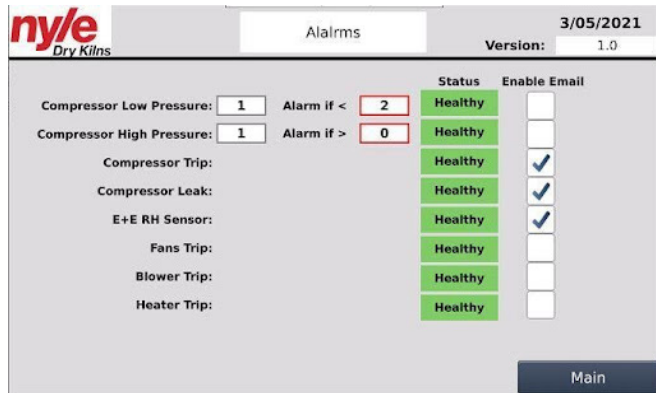 nyle
Dry Kilns
Alalrms
3/05/2021
Version: 1.0
Status Enable Email
Compressor Low Pressure: 1 Alarm if < 2 Healthy
Compressor High Pressure: 1 Alarm if > 0 Healthy
Compressor Trip: Healthy
Compressor Leak: Healthy
E+E RH Sensor: Healthy
Fans Trip: Healthy
Blower Trip: Healthy
Heater Trip: Healthy
Main